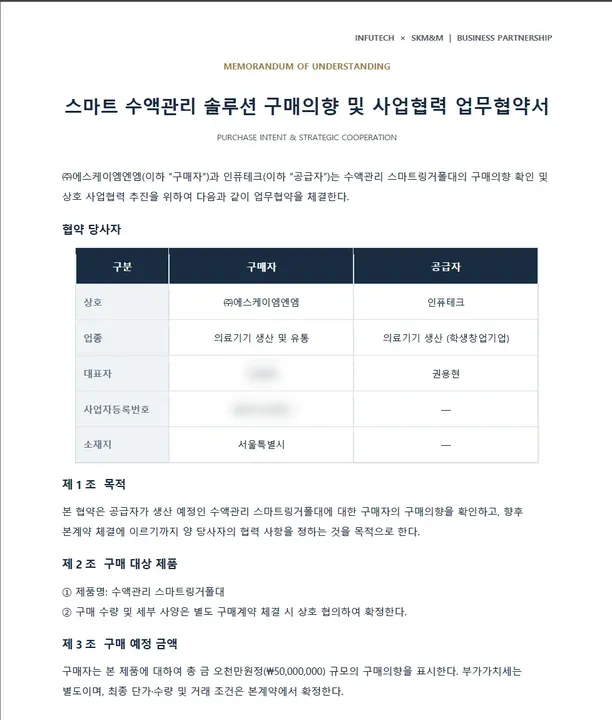 INFUTECH × SKM&M | BUSINESS PARTNERSHIP
MEMORANDUM OF UNDERSTANDING
스마트 수액관리 솔루션 구매의향 및 사업협력 업무협약서
PURCHASE INTENT & STRATEGIC COOPERATION
㈜에스케이엠엔엠(이하 "구매자")과 인퓨테크(이하 "공급자")는 수액관리 스마트링거폴대의 구매의향 확인 및
상호 사업협력 추진을 위하여 다음과 같이 업무협약을 체결한다.
협약 당사자
구분 구매자 공급자
상호 ㈜에스케이엠엔엠 인퓨테크
업종 의료기기 생산 및 유통 의료기기 생산 (학생창업기업)
대표자 권용현
사업자등록번호 —
소재지 서울특별시 —
제 1 조 목적
본 협약은 공급자가 생산 예정인 수액관리 스마트링거폴대에 대한 구매자의 구매의향을 확인하고, 향후
본계약 체결에 이르기까지 양 당사자의 협력 사항을 정하는 것을 목적으로 한다.
제 2 조 구매 대상 제품
① 제품명: 수액관리 스마트링거폴대
② 구매 수량 및 세부 사양은 별도 구매계약 체결 시 상호 협의하여 확정한다.
제 3 조 구매 예정 금액
구매자는 본 제품에 대하여 총 금 오천만원정(₩50,000,000) 규모의 구매의향을 표시한다. 부가가치세는
별도이며, 최종 단가·수량 및 거래 조건은 본계약에서 확정한다.